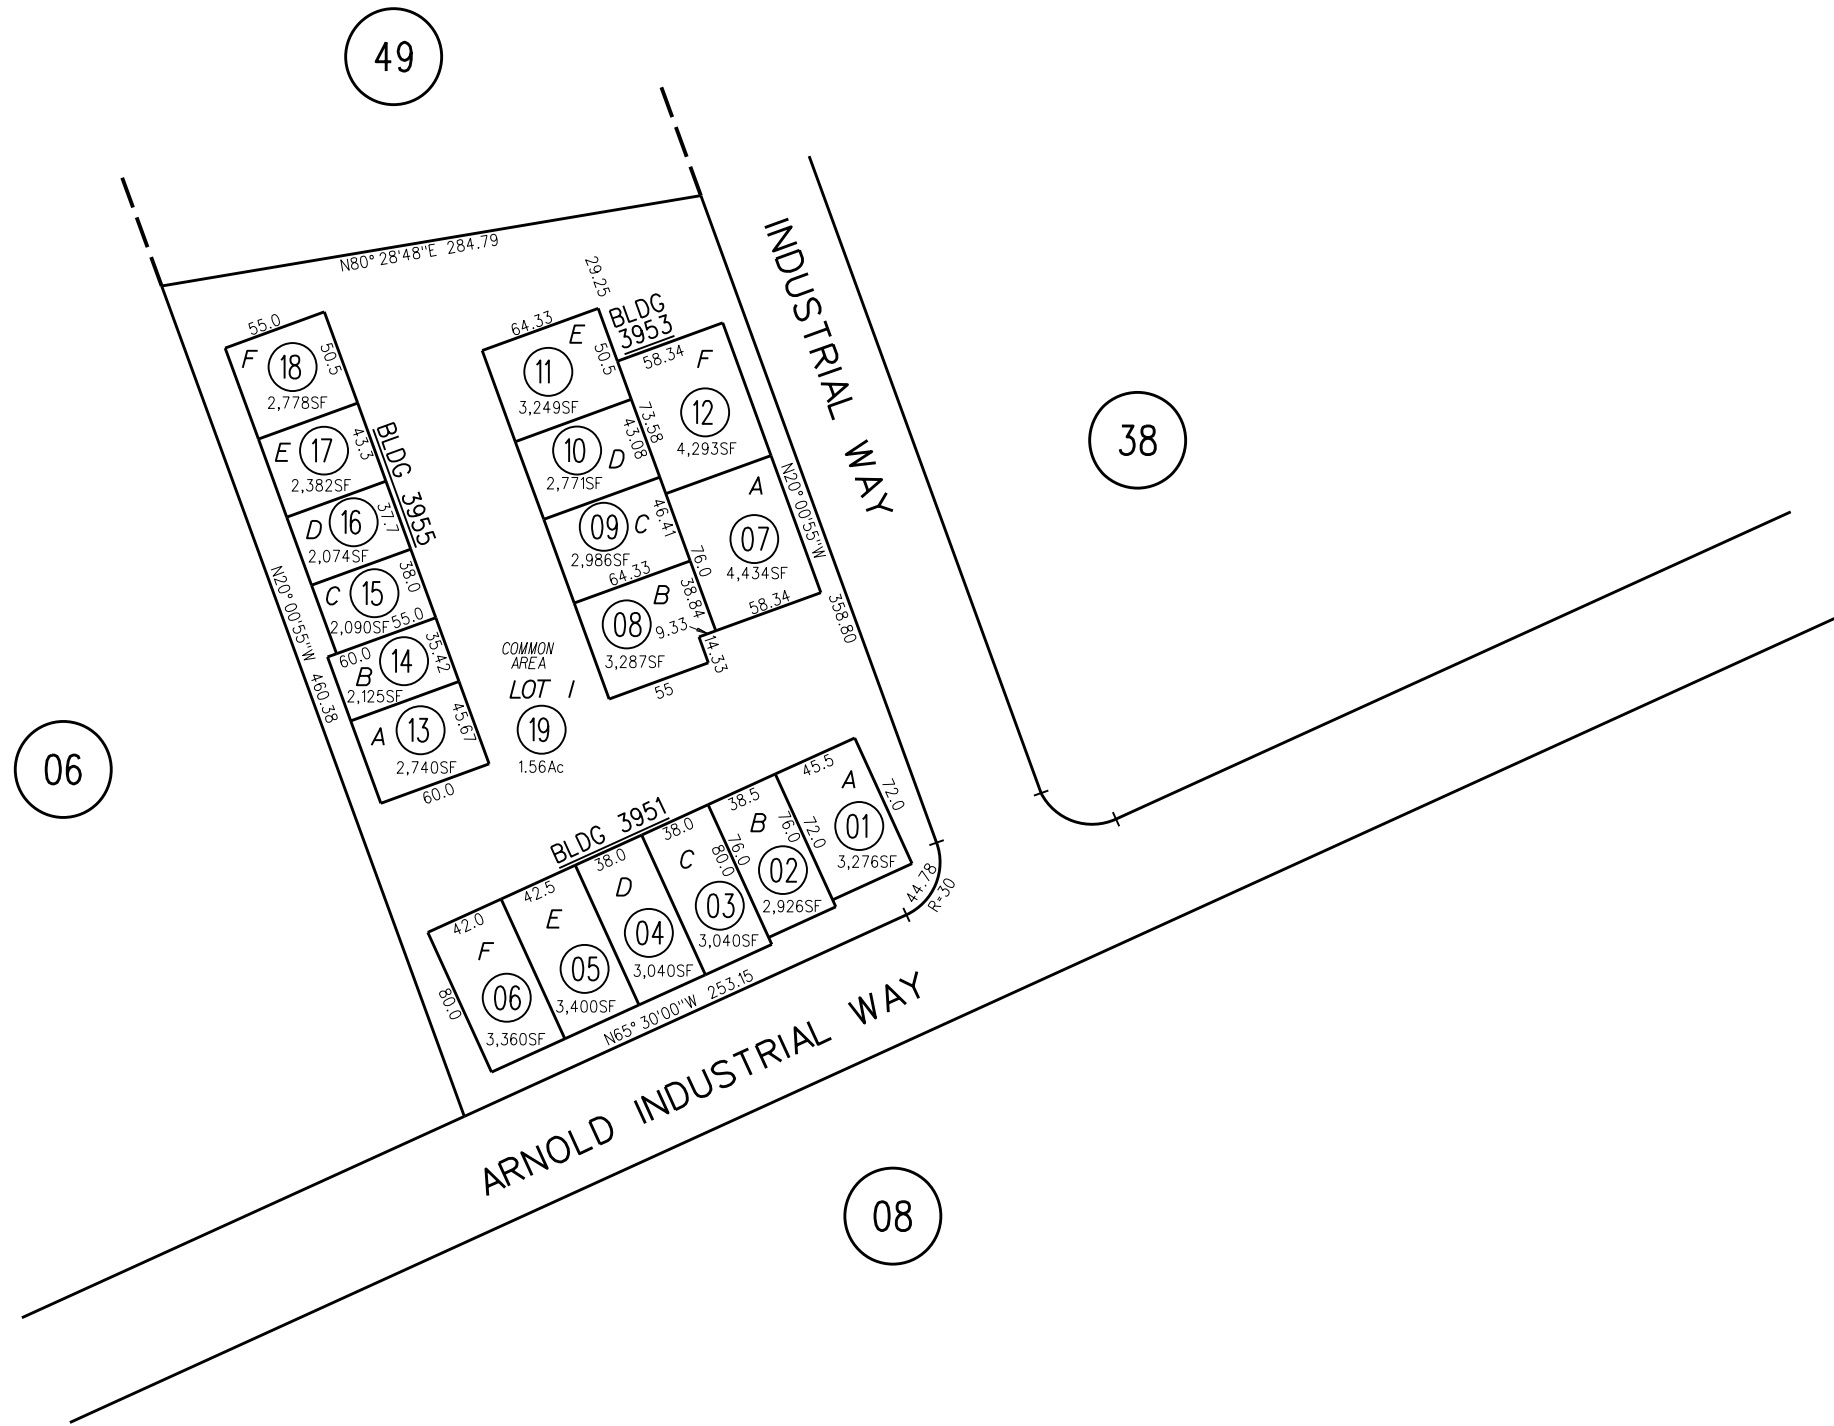 49
N80° 28'48"E 284.79
29.25
INDUSTRIAL WAY
BLDG
3953
64.33
E
50.5
11
3,249SF
58.34
F
12
4,293SF
73.58
43.08
10
D
2,771SF
A
07
4,434SF
46.41
09
C
2,986SF
64.33
76.0
38.84
B
08
9.33
3,287SF
14.33
55
58.34
N20° 00'55"W 358.80
38
55.0
F
18
50.5
2,778SF
E
17
43.3
2,382SF
BLDG 3955
D
16
37.7
2,074SF
C
15
38.0
2,090SF
55.0
60.0
B
14
35.42
2,125SF
A
13
45.67
2,740SF
60.0
N20° 00'55"W 460.38
COMMON
AREA
LOT 1
19
1.56Ac
06
BLDG 3951
45.5
A
72.0
01
3,276SF
38.5
B
76.0
72.0
02
2,926SF
38.0
C
76.0
80.0
03
3,040SF
38.0
D
04
3,040SF
42.5
E
05
3,400SF
42.0
F
06
3,360SF
80.0
44.78
R=30
N65° 30'00"W 253.15
ARNOLD INDUSTRIAL WAY
08